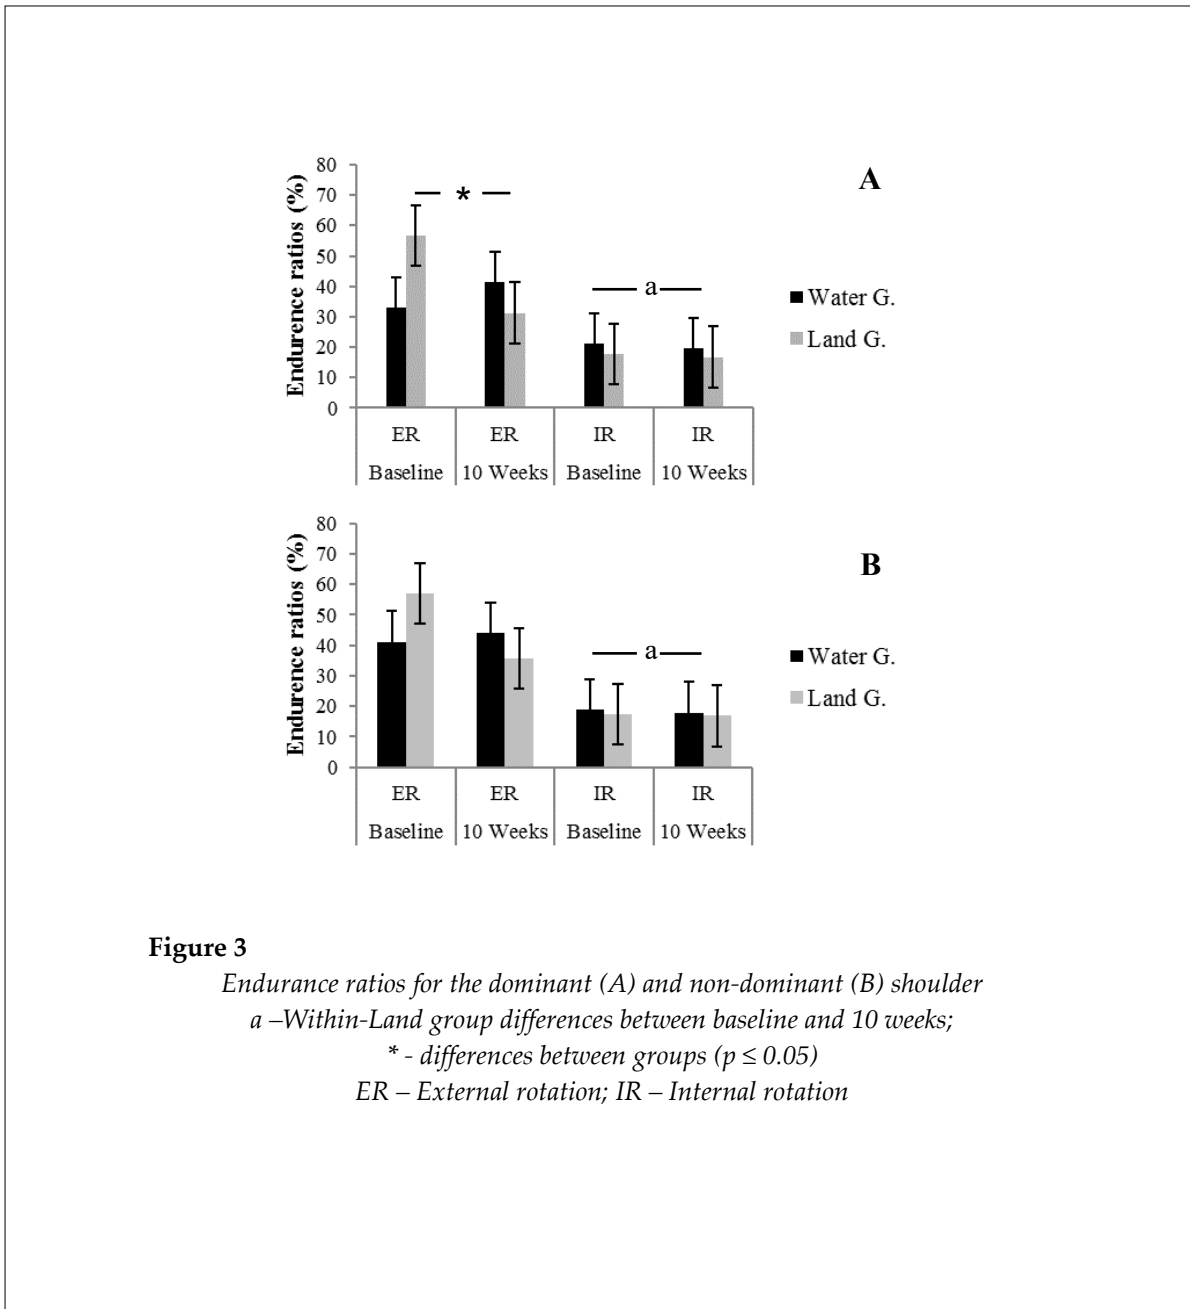 80
70
60
50
40
30
20
10
0
Endurence ratios (%)
*
a
A
Water G.
Land G.
ER ER IR IR
Baseline 10 Weeks Baseline 10 Weeks
80
70
60
50
40
30
20
10
0
Endurence ratios (%)
a
B
Water G.
Land G.
ER ER IR IR
Baseline 10 Weeks Baseline 10 Weeks
Figure 3
Endurance ratios for the dominant (A) and non-dominant (B) shoulder
a –Within-Land group differences between baseline and 10 weeks;
* - differences between groups (p ≤ 0.05)
ER – External rotation; IR – Internal rotation